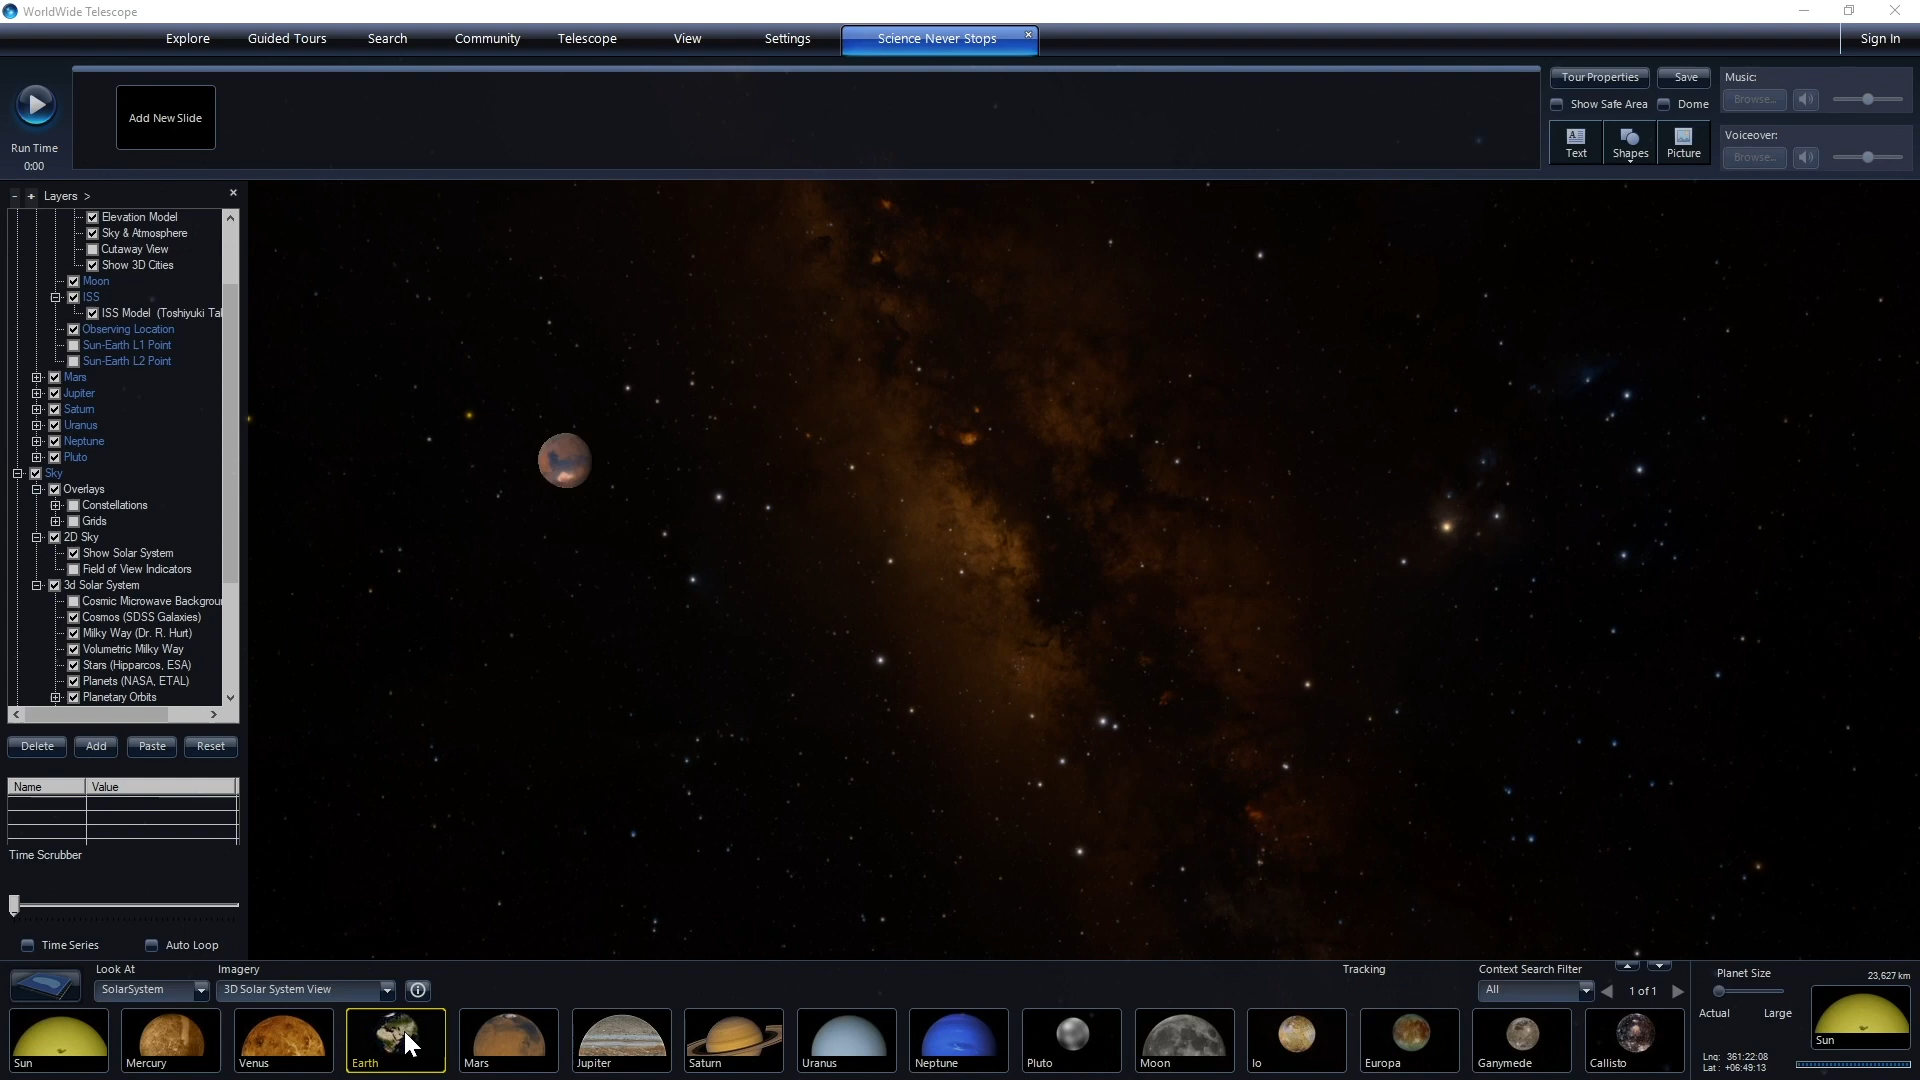 WorldWide Telescope
Explore
Guided Tours
Search
Community
Telescope
View
Settings
Science Never Stops
Sign In
Run Time
0:00
Add New Slide
Tour Properties
Save
Show Safe Area
Dome
Text
Shapes
Picture
Music:
Browse...
Voiceover:
Browse...
Layers >
Elevation Model
Sky & Atmosphere
Cutaway View
Show 3D Cities
Moon
ISS
ISS Model (Toshiyuki Tal
Observing Location
Sun-Earth L1 Point
Sun-Earth L2 Point
Mars
Jupiter
Saturn
Uranus
Neptune
Pluto
Sky
Overlays
Constellations
Grids
2D Sky
Show Solar System
Field of View Indicators
3d Solar System
Cosmic Microwave Backgrou
Cosmos (SDSS Galaxies)
Milky Way (Dr. R. Hurt)
Volumetric Milky Way
Stars (Hipparcos, ESA)
Planets (NASA, ETAL)
Planetary Orbits
Delete
Add
Paste
Reset
Name
Value
Time Scrubber
Time Series
Auto Loop
Look At
Imagery
SolarSystem
3D Solar System View
Tracking
Context Search Filter
All
1 of 1
Planet Size
Actual
Large
23,627 km
Sun
Lng: 361:22:08
Lat : +06:49:13
Sun
Mercury
Venus
Earth
Mars
Jupiter
Saturn
Uranus
Neptune
Pluto
Moon
Io
Europa
Ganymede
Callisto